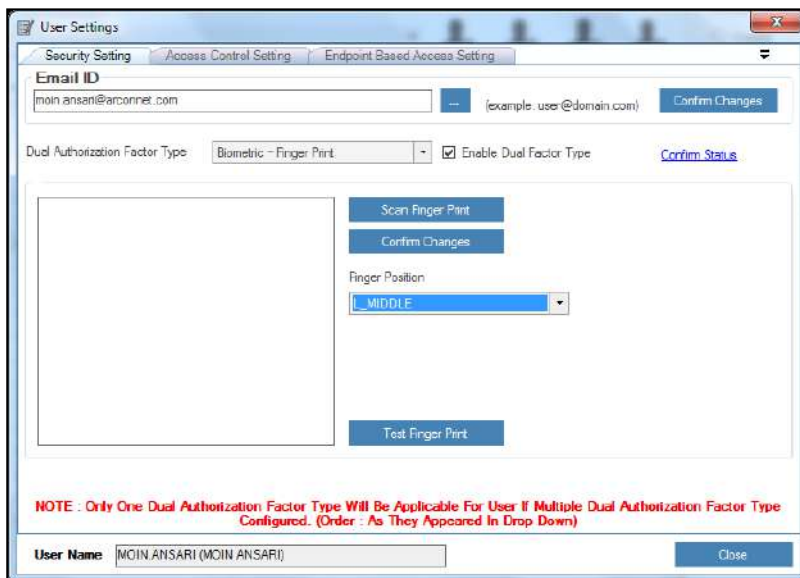 User Settings
x
Security Setting
Access Control Setting
Endpoint Based Access Setting
Email ID
moin.ansari@arconnet.com
...
(example. user@domain.com)
Confirm Changes
Dual Authorization Factor Type
Biometric - Finger Print
Enable Dual Factor Type
Confirm Status
Scan Finger Print
Confirm Changes
Finger Position
L_MIDDLE
Test Finger Print
NOTE : Only One Dual Authorization Factor Type Will Be Applicable For User If Multiple Dual Authorization Factor Type
Configured. (Order : As They Appeared In Drop Down)
User Name
MOIN.ANSARI (MOIN ANSARI)
Close